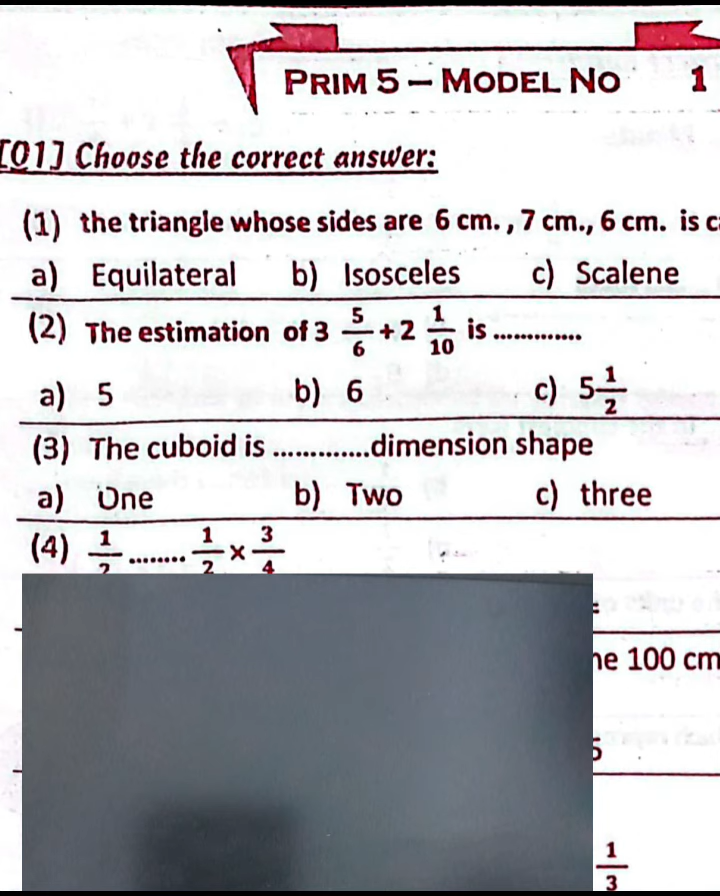 PRIM 5 – MODEL NO 1
[Q1] Choose the correct answer:
(1) the triangle whose sides are 6 cm. , 7 cm., 6 cm. is
a) Equilateral b) Isosceles c) Scalene
(2) The estimation of 3 5/6 +2 1/10 is .............
a) 5 b) 6 c) 5 1/2
(3) The cuboid is ..............dimension shape
a) One b) Two c) three
(4) 1/2 ........ 1/2 × 3/4
100 cm
1/3